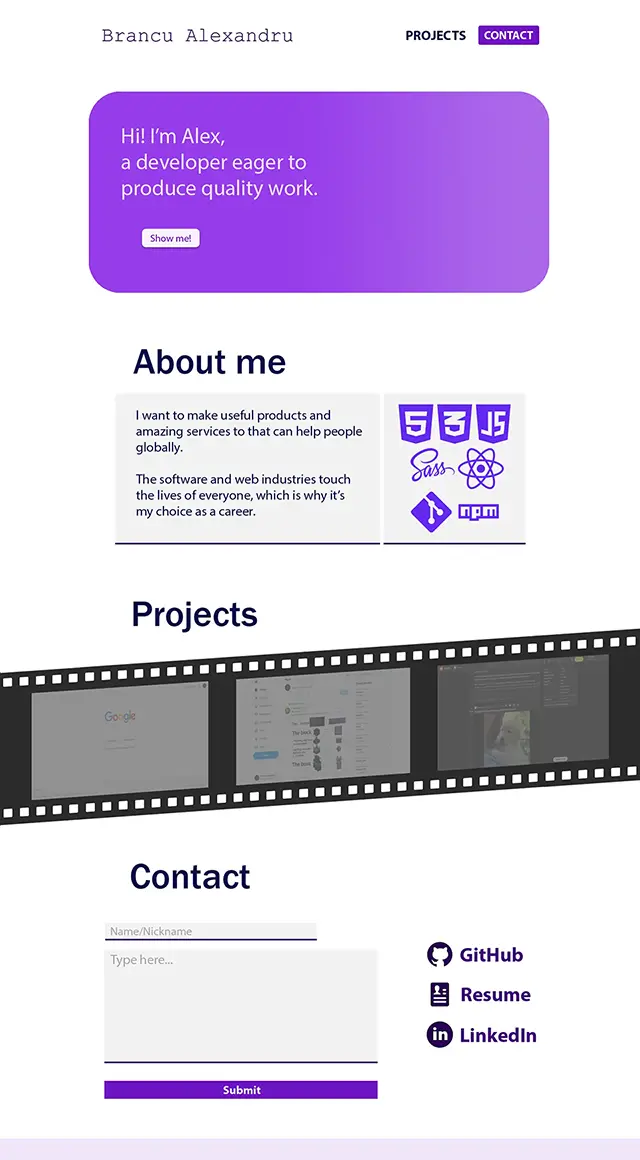 Brancu Alexandru
PROJECTS
CONTACT
Hi! I'm Alex,
a developer eager to
produce quality work.
Show me!
About me
I want to make useful products and
amazing services to that can help people
globally.
The software and web industries touch
the lives of everyone, which is why it's
my choice as a career.
5 3 JS
Sass
npm
Projects
Google
Contact
Name/Nickname
Type here...
GitHub
Resume
in LinkedIn
Submit